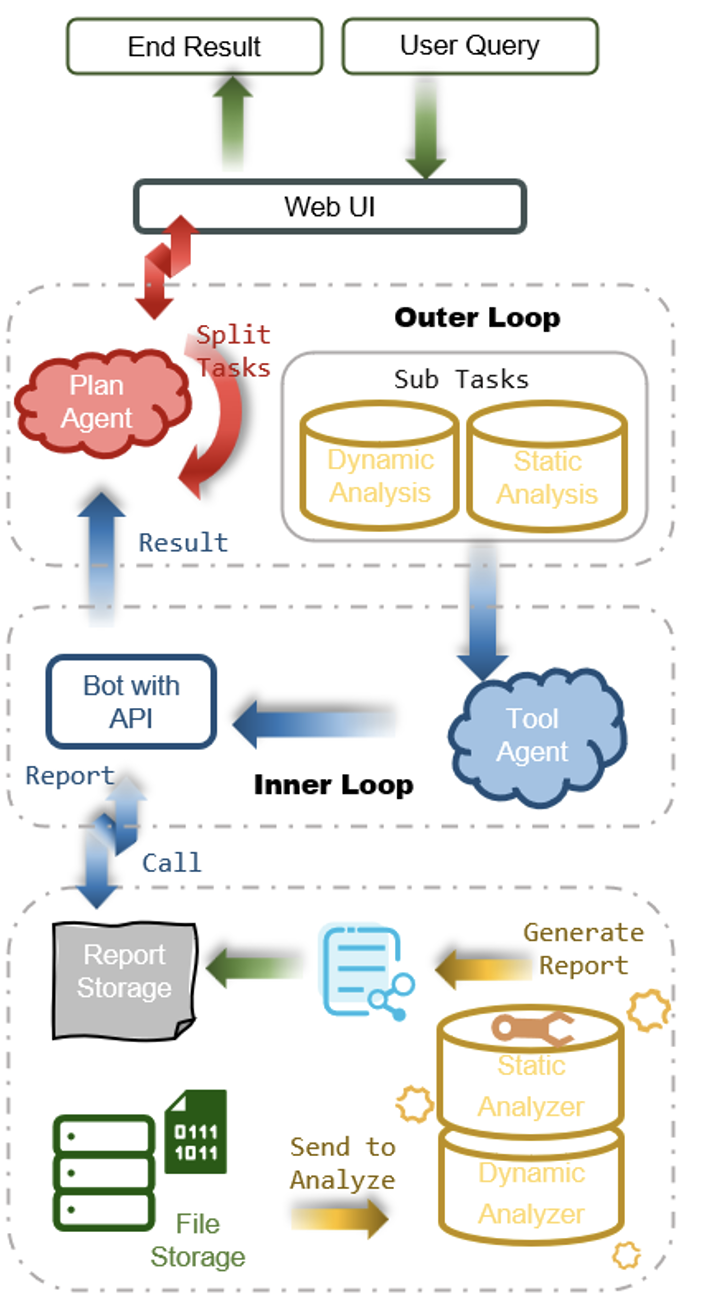 End Result
User Query
Web UI
Outer Loop
Split
Tasks
Plan
Agent
Sub Tasks
Dynamic
Analysis
Static
Analysis
Result
Bot with
API
Tool
Agent
Report
Inner Loop
Call
Report
Storage
Generate
Report
Static
Analyzer
0111
1011
Send to
Analyze
Dynamic
Analyzer
File
Storage